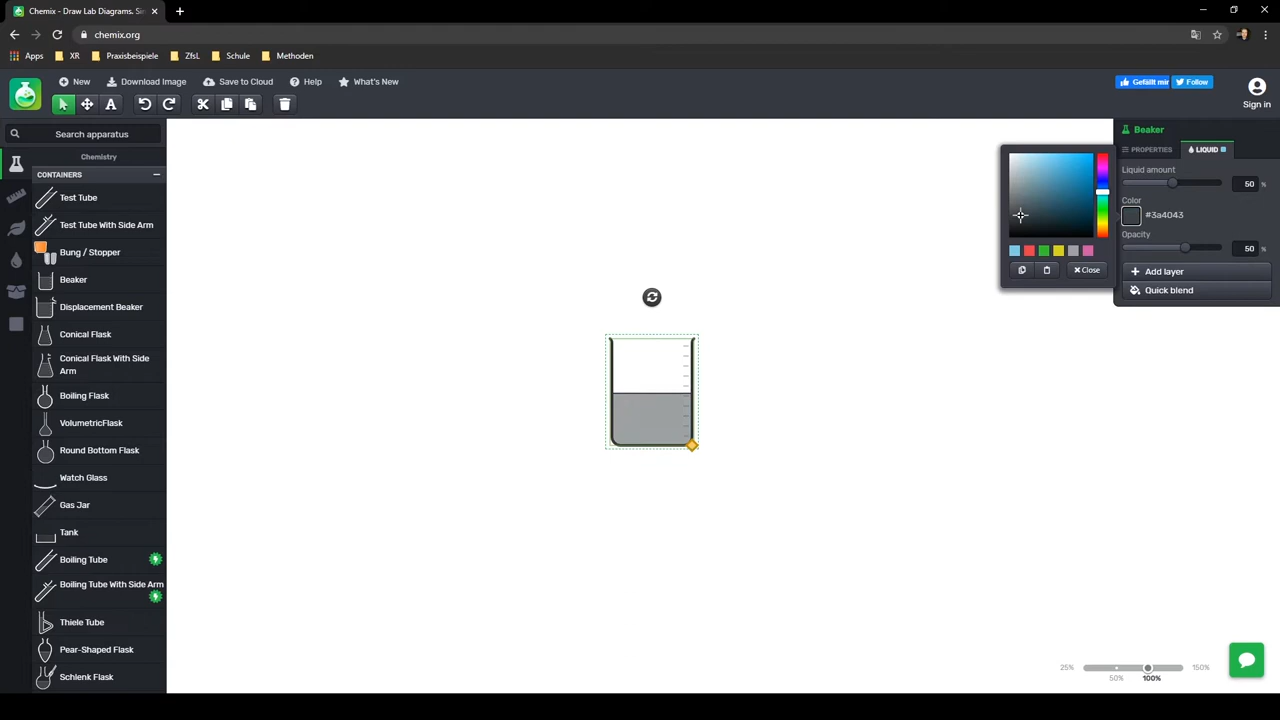 Chemix - Draw Lab Diagrams. Si
chemix.org
Apps XR Praxisbeispiele ZfsL Schule Methoden
New Download Image Save to Cloud Help What's New
Gefällt mir Follow
Sign in
Search apparatus
Chemistry
CONTAINERS
Test Tube
Test Tube With Side Arm
Bung / Stopper
Beaker
Displacement Beaker
Conical Flask
Conical Flask With Side
Arm
Boiling Flask
VolumetricFlask
Round Bottom Flask
Watch Glass
Gas Jar
Tank
Boiling Tube
Boiling Tube With Side Arm
Thiele Tube
Pear-Shaped Flask
Schlenk Flask
Beaker
PROPERTIES LIQUID
Liquid amount
50
Color
#3a4043
Opacity
50
Add layer
Quick blend
Close
25% 150%
50% 100%